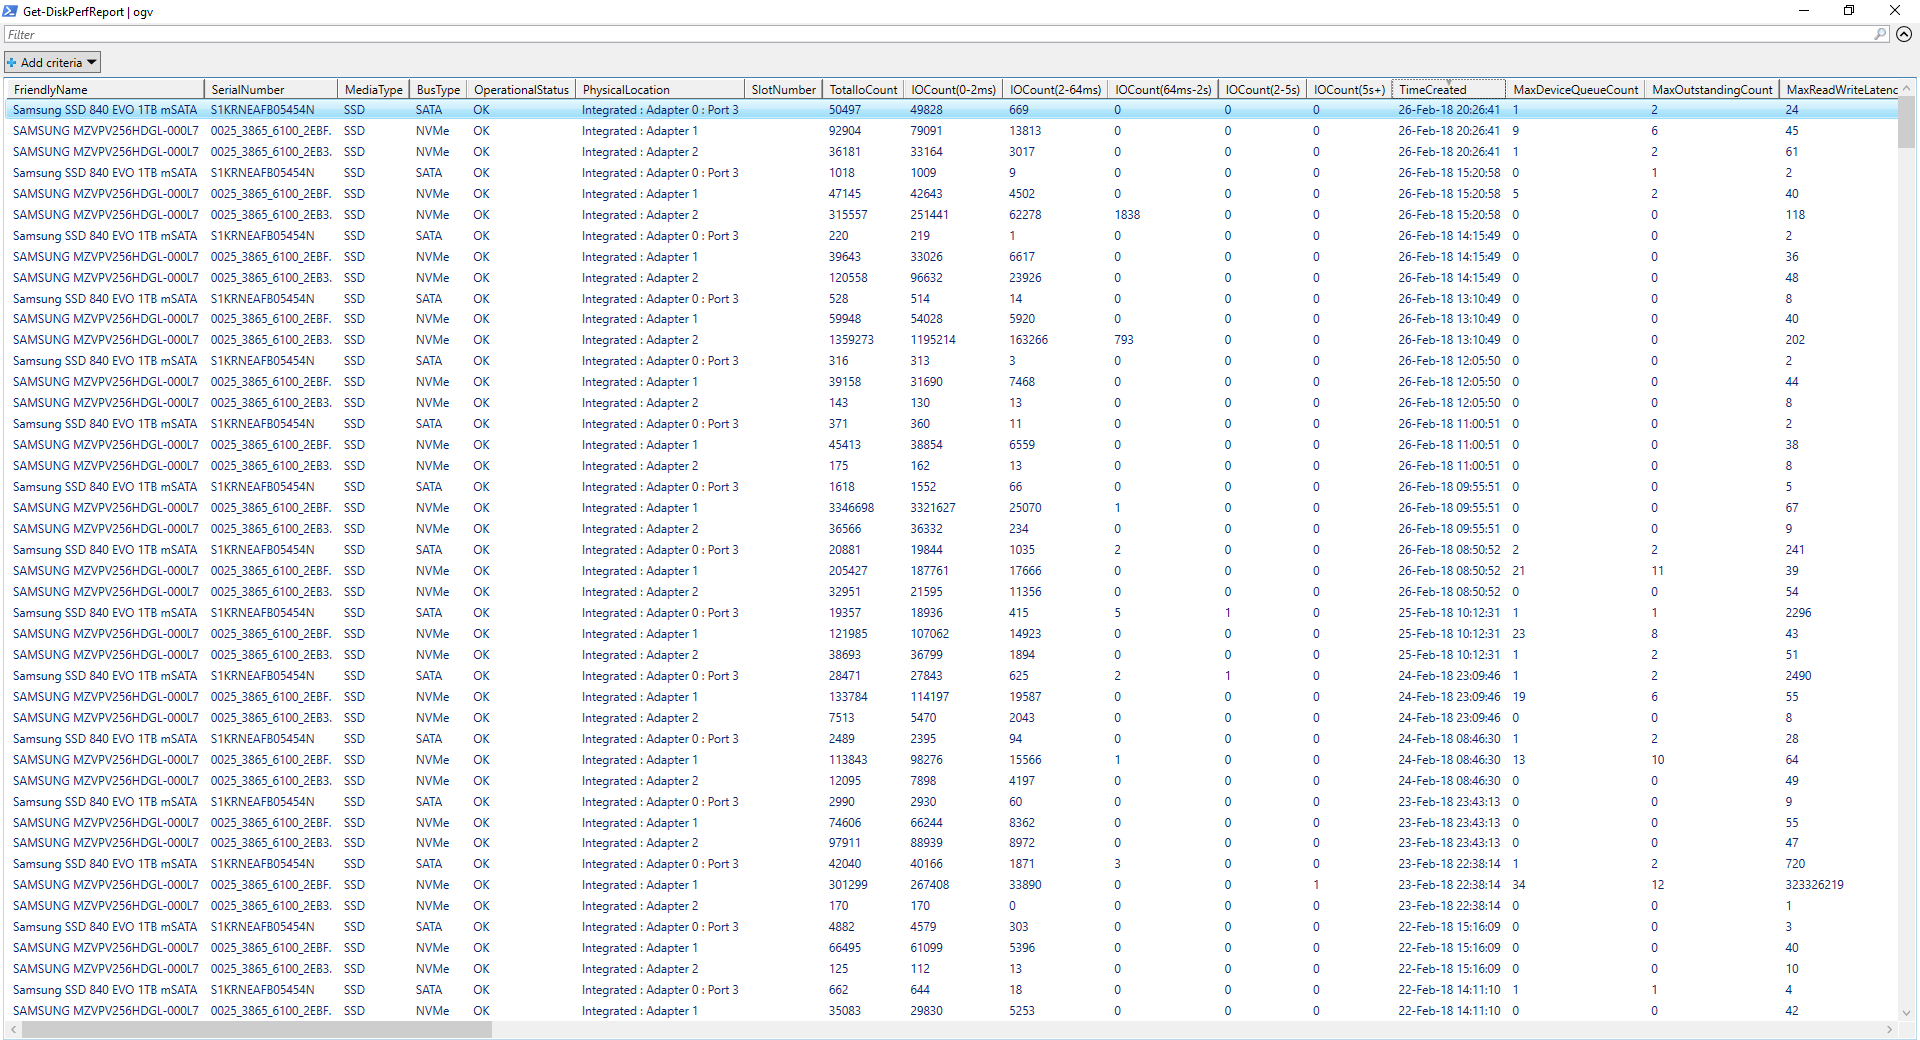 Get-DiskPerfReport | ogv
Filter
Add criteria
FriendlyName SerialNumber MediaType BusType OperationalStatus PhysicalLocation SlotNumber TotalIoCount IOCount(0-2ms) IOCount(2-64ms) IOCount(64ms-2s) IOCount(2-5s) IOCount(5s+) TimeCreated MaxDeviceQueueCount MaxOutstandingCount MaxReadWriteLatenc
Samsung SSD 840 EVO 1TB mSATA S1KRNEAFB05454N SSD SATA OK Integrated : Adapter 0 : Port 3 50497 49828 669 0 0 0 26-Feb-18 20:26:41 1 2 24
SAMSUNG MZVPV256HDGL-000L7 0025_3865_6100_2EBF. SSD NVMe OK Integrated : Adapter 1 92904 79091 13813 0 0 0 26-Feb-18 20:26:41 9 6 45
SAMSUNG MZVPV256HDGL-000L7 0025_3865_6100_2EB3. SSD NVMe OK Integrated : Adapter 2 36181 33164 3017 0 0 0 26-Feb-18 20:26:41 1 2 61
Samsung SSD 840 EVO 1TB mSATA S1KRNEAFB05454N SSD SATA OK Integrated : Adapter 0 : Port 3 1018 1009 9 0 0 0 26-Feb-18 15:20:58 0 1 2
SAMSUNG MZVPV256HDGL-000L7 0025_3865_6100_2EBF. SSD NVMe OK Integrated : Adapter 1 47145 42643 4502 0 0 0 26-Feb-18 15:20:58 5 2 40
SAMSUNG MZVPV256HDGL-000L7 0025_3865_6100_2EB3. SSD NVMe OK Integrated : Adapter 2 315557 251441 62278 1838 0 0 26-Feb-18 15:20:58 0 0 118
Samsung SSD 840 EVO 1TB mSATA S1KRNEAFB05454N SSD SATA OK Integrated : Adapter 0 : Port 3 220 219 1 0 0 0 26-Feb-18 14:15:49 0 0 2
SAMSUNG MZVPV256HDGL-000L7 0025_3865_6100_2EBF. SSD NVMe OK Integrated : Adapter 1 39643 33026 6617 0 0 0 26-Feb-18 14:15:49 0 0 36
SAMSUNG MZVPV256HDGL-000L7 0025_3865_6100_2EB3. SSD NVMe OK Integrated : Adapter 2 120558 96632 23926 0 0 0 26-Feb-18 14:15:49 0 0 48
Samsung SSD 840 EVO 1TB mSATA S1KRNEAFB05454N SSD SATA OK Integrated : Adapter 0 : Port 3 528 514 14 0 0 0 26-Feb-18 13:10:49 0 0 8
SAMSUNG MZVPV256HDGL-000L7 0025_3865_6100_2EBF. SSD NVMe OK Integrated : Adapter 1 59948 54028 5920 0 0 0 26-Feb-18 13:10:49 0 0 40
SAMSUNG MZVPV256HDGL-000L7 0025_3865_6100_2EB3. SSD NVMe OK Integrated : Adapter 2 1359273 1195214 163266 793 0 0 26-Feb-18 13:10:49 0 0 202
Samsung SSD 840 EVO 1TB mSATA S1KRNEAFB05454N SSD SATA OK Integrated : Adapter 0 : Port 3 316 313 3 0 0 0 26-Feb-18 12:05:50 0 0 2
SAMSUNG MZVPV256HDGL-000L7 0025_3865_6100_2EBF. SSD NVMe OK Integrated : Adapter 1 39158 31690 7468 0 0 0 26-Feb-18 12:05:50 0 0 44
SAMSUNG MZVPV256HDGL-000L7 0025_3865_6100_2EB3. SSD NVMe OK Integrated : Adapter 2 143 130 13 0 0 0 26-Feb-18 12:05:50 0 0 8
Samsung SSD 840 EVO 1TB mSATA S1KRNEAFB05454N SSD SATA OK Integrated : Adapter 0 : Port 3 371 360 11 0 0 0 26-Feb-18 11:00:51 0 0 2
SAMSUNG MZVPV256HDGL-000L7 0025_3865_6100_2EBF. SSD NVMe OK Integrated : Adapter 1 45413 38854 6559 0 0 0 26-Feb-18 11:00:51 0 0 38
SAMSUNG MZVPV256HDGL-000L7 0025_3865_6100_2EB3. SSD NVMe OK Integrated : Adapter 2 175 162 13 0 0 0 26-Feb-18 11:00:51 0 0 8
Samsung SSD 840 EVO 1TB mSATA S1KRNEAFB05454N SSD SATA OK Integrated : Adapter 0 : Port 3 1618 1552 66 0 0 0 26-Feb-18 09:55:51 0 0 5
SAMSUNG MZVPV256HDGL-000L7 0025_3865_6100_2EBF. SSD NVMe OK Integrated : Adapter 1 3346698 3321627 25070 1 0 0 26-Feb-18 09:55:51 0 0 67
SAMSUNG MZVPV256HDGL-000L7 0025_3865_6100_2EB3. SSD NVMe OK Integrated : Adapter 2 36566 36332 234 0 0 0 26-Feb-18 09:55:51 0 0 9
Samsung SSD 840 EVO 1TB mSATA S1KRNEAFB05454N SSD SATA OK Integrated : Adapter 0 : Port 3 20881 19844 1035 2 0 0 26-Feb-18 08:50:52 2 2 241
SAMSUNG MZVPV256HDGL-000L7 0025_3865_6100_2EBF. SSD NVMe OK Integrated : Adapter 1 205427 187761 17666 0 0 0 26-Feb-18 08:50:52 21 11 39
SAMSUNG MZVPV256HDGL-000L7 0025_3865_6100_2EB3. SSD NVMe OK Integrated : Adapter 2 32951 21595 11356 0 0 0 26-Feb-18 08:50:52 0 0 54
Samsung SSD 840 EVO 1TB mSATA S1KRNEAFB05454N SSD SATA OK Integrated : Adapter 0 : Port 3 19357 18936 415 5 1 0 25-Feb-18 10:12:31 1 1 2296
SAMSUNG MZVPV256HDGL-000L7 0025_3865_6100_2EBF. SSD NVMe OK Integrated : Adapter 1 121985 107062 14923 0 0 0 25-Feb-18 10:12:31 23 8 43
SAMSUNG MZVPV256HDGL-000L7 0025_3865_6100_2EB3. SSD NVMe OK Integrated : Adapter 2 38693 36799 1894 0 0 0 25-Feb-18 10:12:31 1 2 51
Samsung SSD 840 EVO 1TB mSATA S1KRNEAFB05454N SSD SATA OK Integrated : Adapter 0 : Port 3 28471 27843 625 2 1 0 24-Feb-18 23:09:46 1 2 2490
SAMSUNG MZVPV256HDGL-000L7 0025_3865_6100_2EBF. SSD NVMe OK Integrated : Adapter 1 133784 114197 19587 0 0 0 24-Feb-18 23:09:46 19 6 55
SAMSUNG MZVPV256HDGL-000L7 0025_3865_6100_2EB3. SSD NVMe OK Integrated : Adapter 2 7513 5470 2043 0 0 0 24-Feb-18 23:09:46 0 0 8
Samsung SSD 840 EVO 1TB mSATA S1KRNEAFB05454N SSD SATA OK Integrated : Adapter 0 : Port 3 2489 2395 94 0 0 0 24-Feb-18 08:46:30 1 2 28
SAMSUNG MZVPV256HDGL-000L7 0025_3865_6100_2EBF. SSD NVMe OK Integrated : Adapter 1 113843 98276 15566 1 0 0 24-Feb-18 08:46:30 13 10 64
SAMSUNG MZVPV256HDGL-000L7 0025_3865_6100_2EB3. SSD NVMe OK Integrated : Adapter 2 12095 7898 4197 0 0 0 24-Feb-18 08:46:30 0 0 49
Samsung SSD 840 EVO 1TB mSATA S1KRNEAFB05454N SSD SATA OK Integrated : Adapter 0 : Port 3 2990 2930 60 0 0 0 23-Feb-18 23:43:13 0 0 9
SAMSUNG MZVPV256HDGL-000L7 0025_3865_6100_2EBF. SSD NVMe OK Integrated : Adapter 1 74606 66244 8362 0 0 0 23-Feb-18 23:43:13 0 0 55
SAMSUNG MZVPV256HDGL-000L7 0025_3865_6100_2EB3. SSD NVMe OK Integrated : Adapter 2 97911 88939 8972 0 0 0 23-Feb-18 23:43:13 0 0 47
Samsung SSD 840 EVO 1TB mSATA S1KRNEAFB05454N SSD SATA OK Integrated : Adapter 0 : Port 3 42040 40166 1871 3 0 0 23-Feb-18 22:38:14 1 2 720
SAMSUNG MZVPV256HDGL-000L7 0025_3865_6100_2EBF. SSD NVMe OK Integrated : Adapter 1 301299 267408 33890 0 0 1 23-Feb-18 22:38:14 34 12 323326219
SAMSUNG MZVPV256HDGL-000L7 0025_3865_6100_2EB3. SSD NVMe OK Integrated : Adapter 2 170 170 0 0 0 0 23-Feb-18 22:38:14 0 0 1
Samsung SSD 840 EVO 1TB mSATA S1KRNEAFB05454N SSD SATA OK Integrated : Adapter 0 : Port 3 4882 4579 303 0 0 0 22-Feb-18 15:16:09 0 0 3
SAMSUNG MZVPV256HDGL-000L7 0025_3865_6100_2EBF. SSD NVMe OK Integrated : Adapter 1 66495 61099 5396 0 0 0 22-Feb-18 15:16:09 0 0 40
SAMSUNG MZVPV256HDGL-000L7 0025_3865_6100_2EB3. SSD NVMe OK Integrated : Adapter 2 125 112 13 0 0 0 22-Feb-18 15:16:09 0 0 10
Samsung SSD 840 EVO 1TB mSATA S1KRNEAFB05454N SSD SATA OK Integrated : Adapter 0 : Port 3 662 644 18 0 0 0 22-Feb-18 14:11:10 1 1 4
SAMSUNG MZVPV256HDGL-000L7 0025_3865_6100_2EBF. SSD NVMe OK Integrated : Adapter 1 35083 29830 5253 0 0 0 22-Feb-18 14:11:10 0 0 42